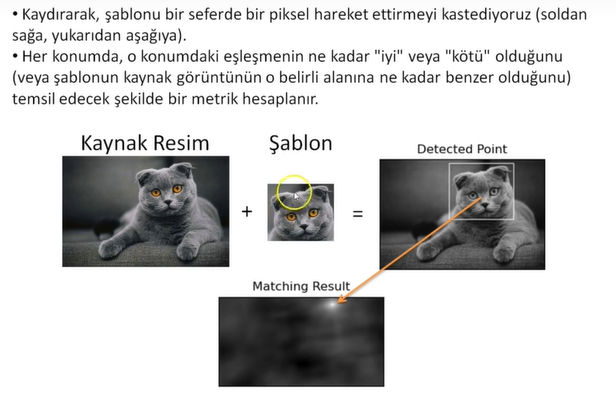 • Kaydırarak, şablonu bir seferde bir piksel hareket ettirmeyi kastediyoruz (soldan
sağa, yukarıdan aşağıya).
• Her konumda, o konumdaki eşleşmenin ne kadar "iyi" veya "kötü" olduğunu
(veya şablonun kaynak görüntünün o belirli alanına ne kadar benzer olduğunu)
temsil edecek şekilde bir metrik hesaplanır.
Kaynak Resim
Şablon
Detected Point
+
=
Matching Result